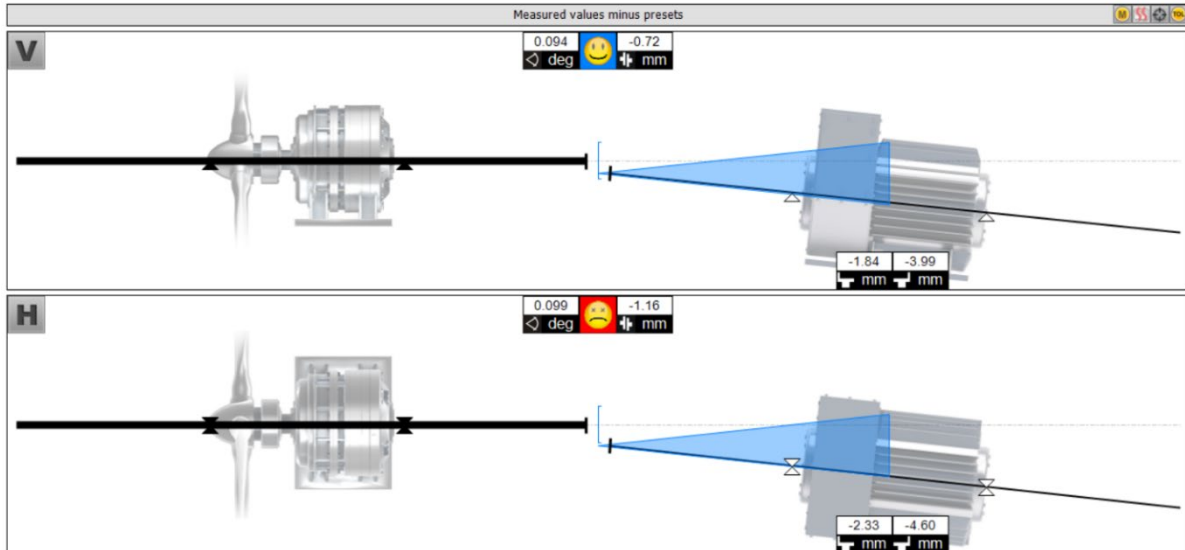 Measured values minus presets
M
TOL
V
0.094 -0.72
deg mm
-1.84 -3.99
mm mm
H
0.099 -1.16
deg mm
-2.33 -4.60
mm mm